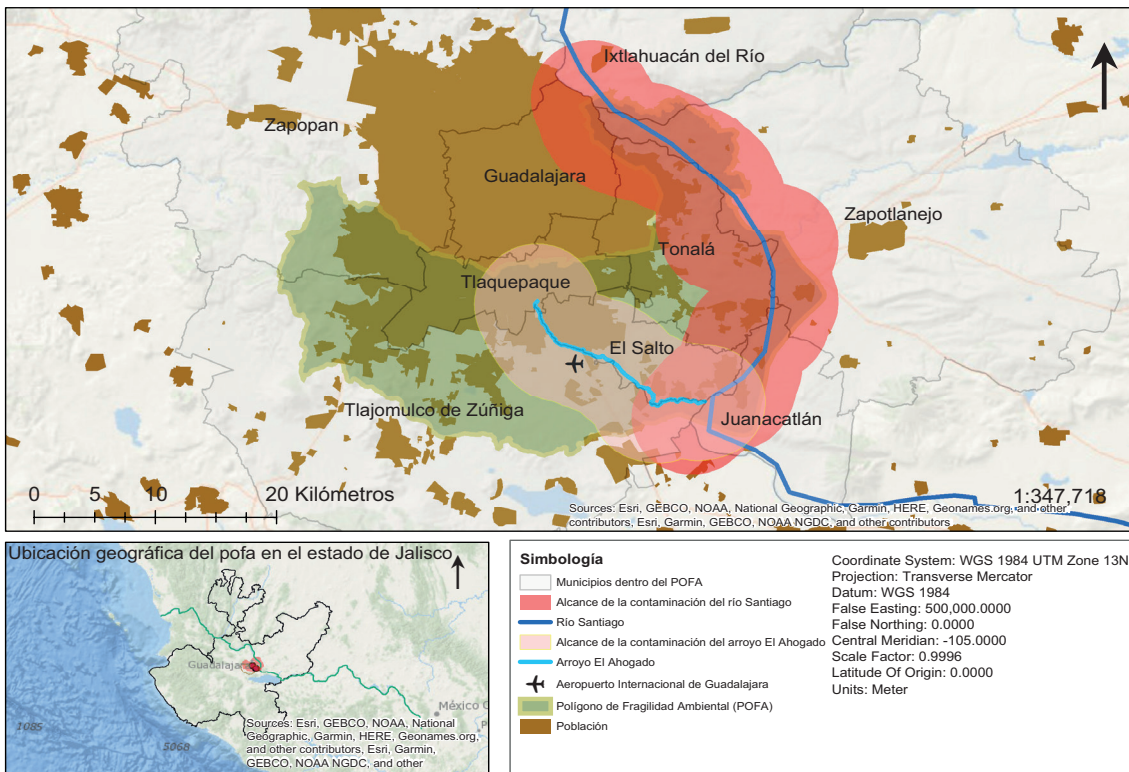 Ixtlahuacán del Río
Zapopan
Guadalajara
Zapotlanejo
Tonalá
Tlaquepaque
El Salto
Tlajomulco de Zúñiga
Juanacatlán
0 5 10 20 Kilómetros
1:347,718
Sources: Esri, GEBCO, NOAA, National Geographic, Garmin, HERE, Geonames.org, and other
contributors, Esri, Garmin, GEBCO, NOAA NGDC, and other contributors
Ubicación geográfica del pofa en el estado de Jalisco
Guadalajara
México C
1085
5068
Sources: Esri, GEBCO, NOAA, National
Geographic, Garmin, HERE, Geonames.org,
and other contributors, Esri, Garmin,
GEBCO, NOAA NGDC, and other
Simbología
Municipios dentro del POFA
Alcance de la contaminación del río Santiago
Río Santiago
Alcance de la contaminación del arroyo El Ahogado
Arroyo El Ahogado
Aeropuerto Internacional de Guadalajara
Polígono de Fragilidad Ambiental (POFA)
Población
Coordinate System: WGS 1984 UTM Zone 13N
Projection: Transverse Mercator
Datum: WGS 1984
False Easting: 500,000.0000
False Northing: 0.0000
Central Meridian: -105.0000
Scale Factor: 0.9996
Latitude Of Origin: 0.0000
Units: Meter